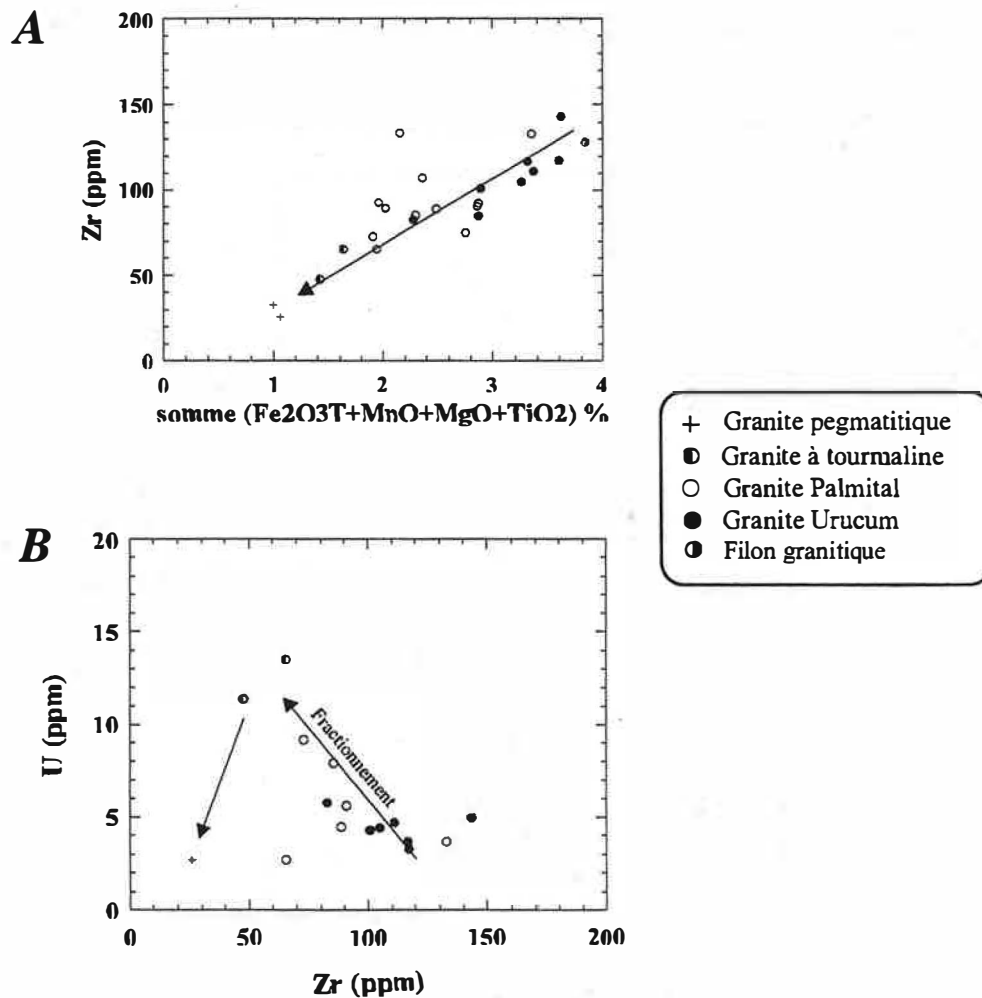 A
200
150
100
50
0
Zr (ppm)
0 1 2 3 4
somme (Fe2O3T+MnO+MgO+TiO2) %
+ Granite pegmatitique
Granite à tourmaline
Granite Palmital
Granite Urucum
Filon granitique
B
20
15
10
5
0
U (ppm)
Fractionnement
0 50 100 150 200
Zr (ppm)